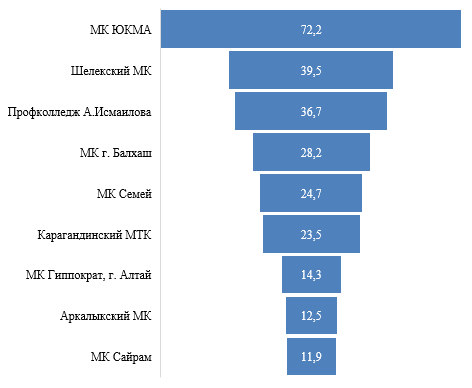 МК ЮКМА 72,2
Шелекский МК 39,5
Профколледж А.Исмаилова 36,7
МК г. Балхаш 28,2
МК Семей 24,7
Карагандинский МТК 23,5
МК Гиппократ, г. Алтай 14,3
Аркалыкский МК 12,5
МК Сайрам 11,9